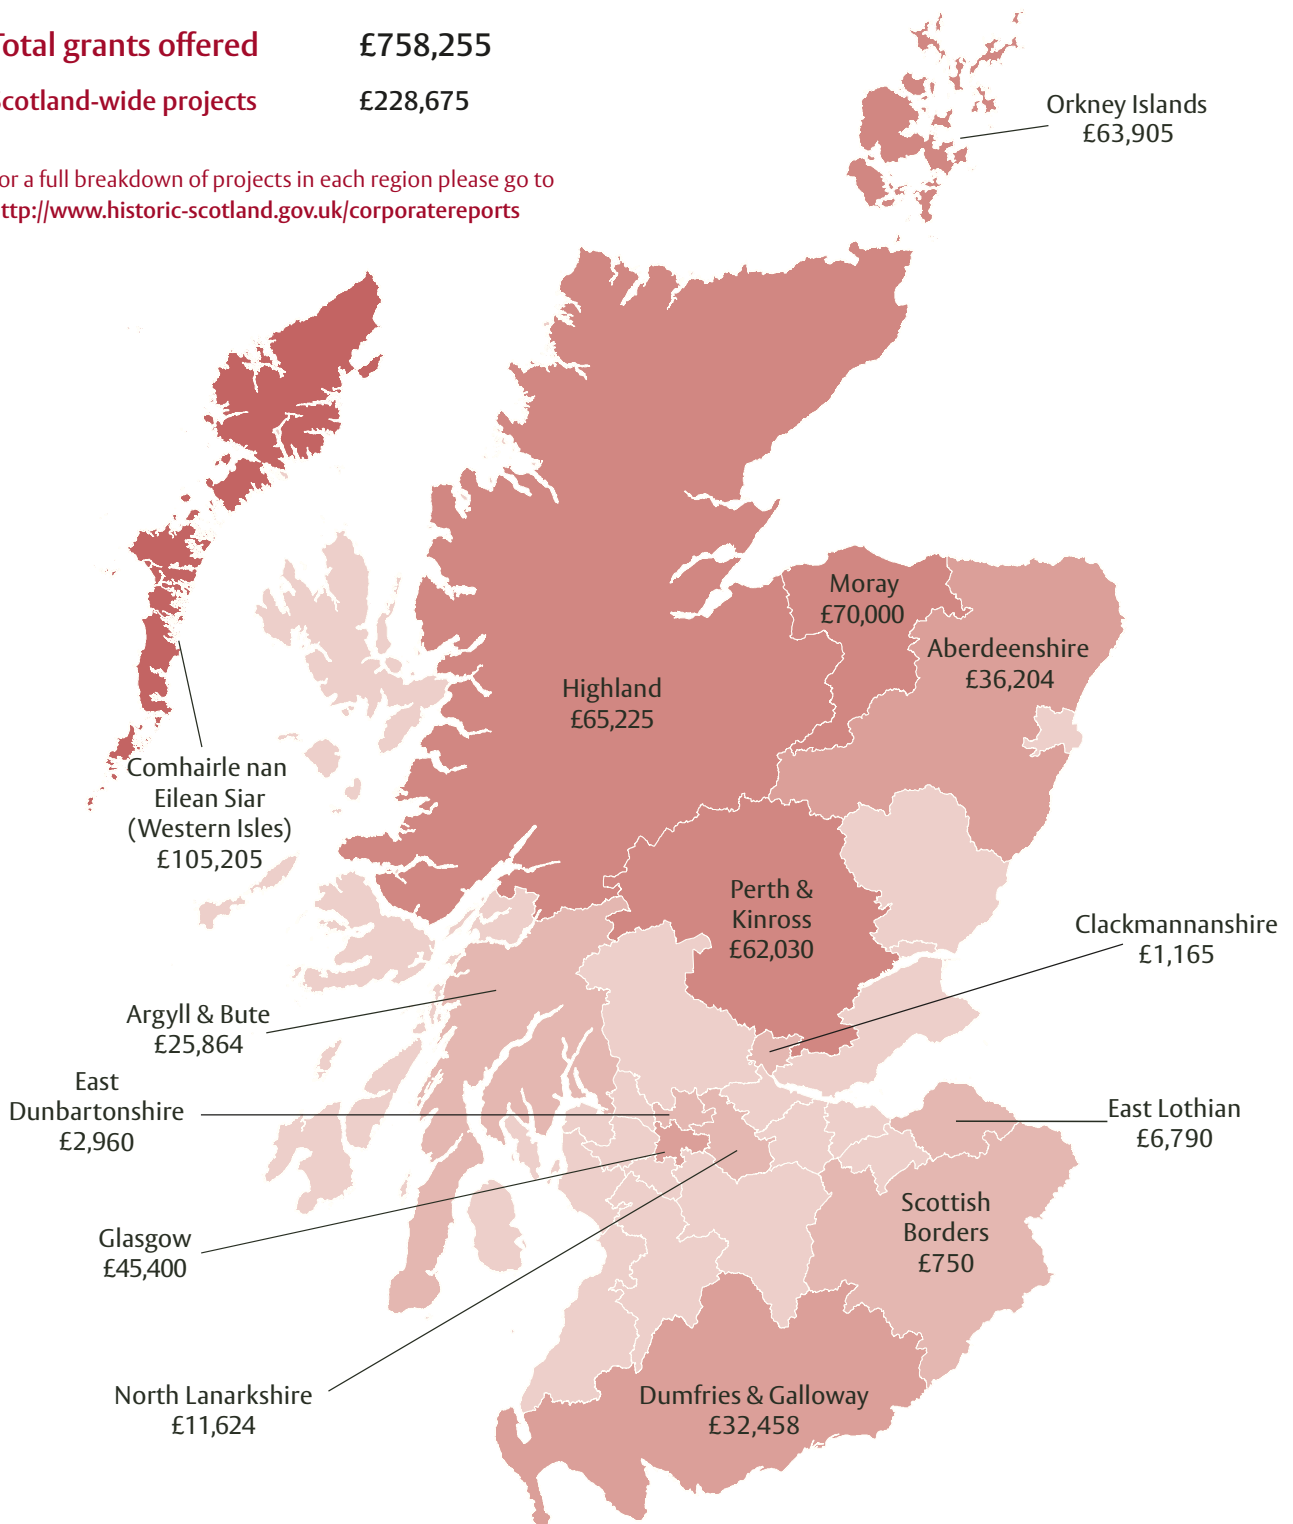 Total grants offered £758,255
Scotland-wide projects £228,675
or a full breakdown of projects in each region please go to
ttp://www.historic-scotland.gov.uk/corporatereports
Orkney Islands
£63,905
Moray
£70,000
Aberdeenshire
£36,204
Highland
£65,225
Comhairle nan
Eilean Siar
(Western Isles)
£105,205
Perth &
Kinross
£62,030
Clackmannanshire
£1,165
Argyll & Bute
£25,864
East
Dunbartonshire
£2,960
East Lothian
£6,790
Scottish
Borders
£750
Glasgow
£45,400
North Lanarkshire
£11,624
Dumfries & Galloway
£32,458